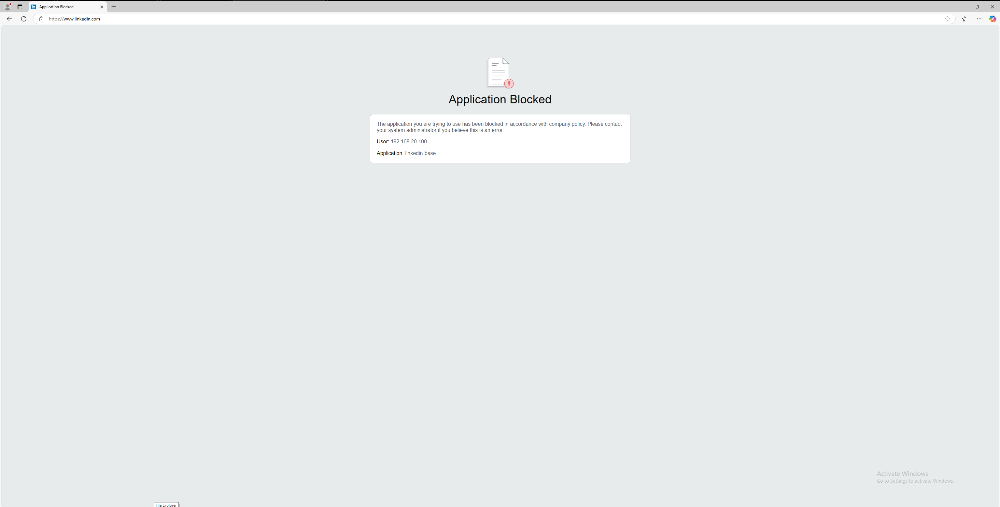 Application Blocked
https://www.linkedin.com
Application Blocked
The application you are trying to use has been blocked in accordance with company policy. Please contact
your system administrator if you believe this is an error.
User: 192.168.20.100
Application: linkedin-base
Activate Windows
Go to Settings to activate Windows.
File Explorer